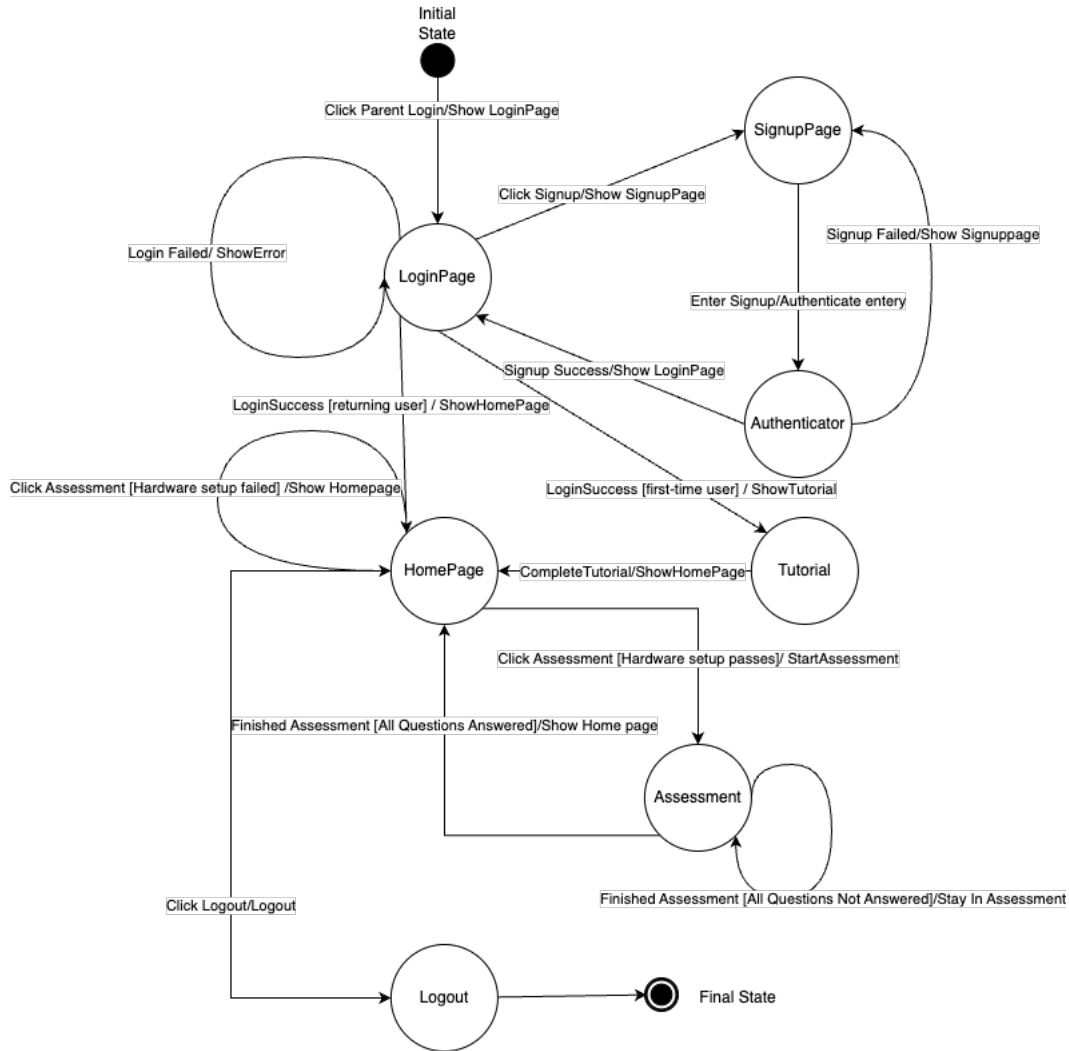 Initial
State
Click Parent Login/Show LoginPage
SignupPage
Click Signup/Show SignupPage
Signup Failed/Show Signuppage
Login Failed/ ShowError
LoginPage
Enter Signup/Authenticate entery
Signup Success/Show LoginPage
LoginSuccess [returning user] / ShowHomePage
Authenticator
Click Assessment [Hardware setup failed] /Show Homepage
LoginSuccess [first-time user] / ShowTutorial
HomePage
CompleteTutorial/ShowHomePage
Tutorial
Click Assessment [Hardware setup passes]/ StartAssessment
Finished Assessment [All Questions Answered]/Show Home page
Assessment
Finished Assessment [All Questions Not Answered]/Stay In Assessment
Click Logout/Logout
Logout
Final State